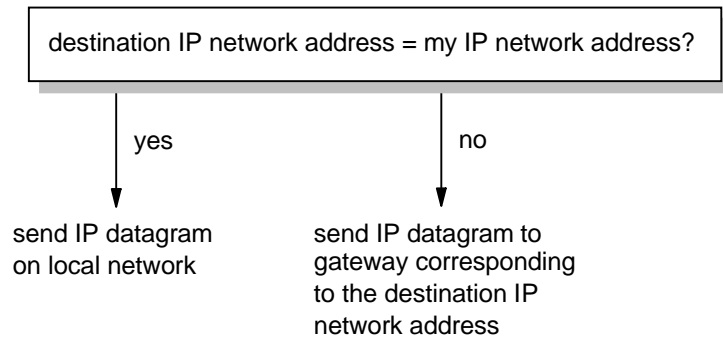 destination IP network address = my IP network address?
yes
no
send IP datagram
on local network
send IP datagram to
gateway corresponding
to the destination IP
network address